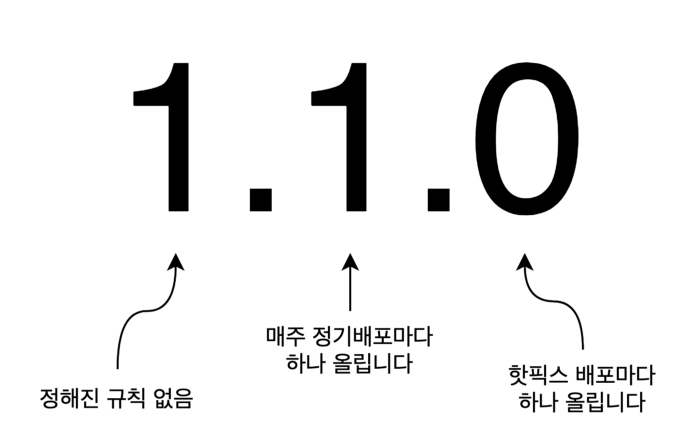 1.1.0
정해진 규칙 없음
매주 정기배포마다
하나 올립니다
핫픽스 배포마다
하나 올립니다